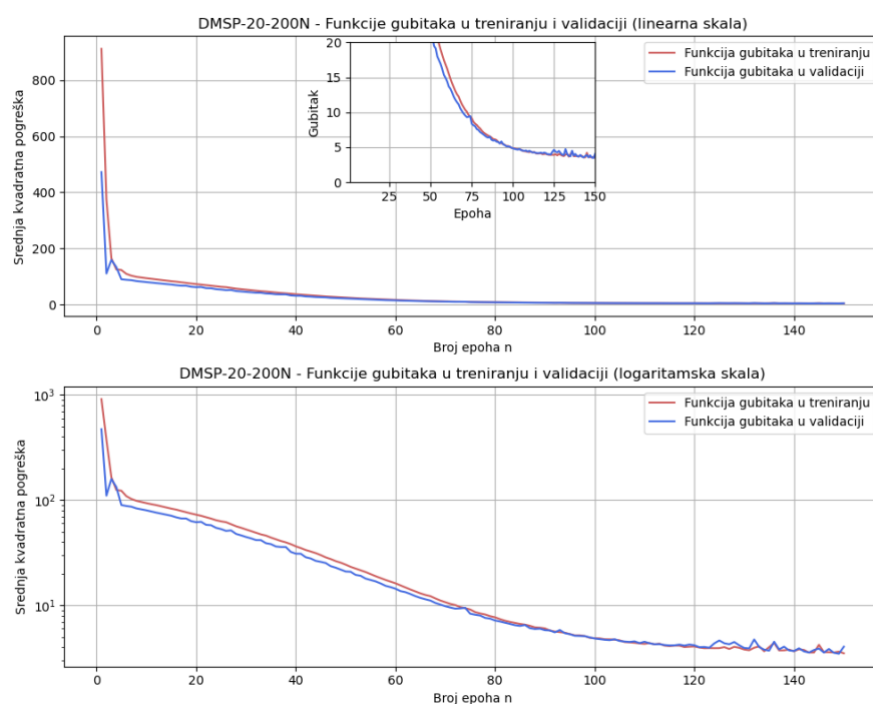 DMSP-20-200N - Funkcije gubitaka u treniranju i validaciji (linearna skala)
Srednja kvadratna pogreška
800
600
400
200
0
0 20 40 60 80 100 120 140
Broj epoha n
Funkcija gubitaka u treniranju
Funkcija gubitaka u validaciji
Gubitak
20
15
10
5
0
25 50 75 100 125 150
Epoha
DMSP-20-200N - Funkcije gubitaka u treniranju i validaciji (logaritamska skala)
Srednja kvadratna pogreška
10³
10²
10¹
0 20 40 60 80 100 120 140
Broj epoha n
Funkcija gubitaka u treniranju
Funkcija gubitaka u validaciji